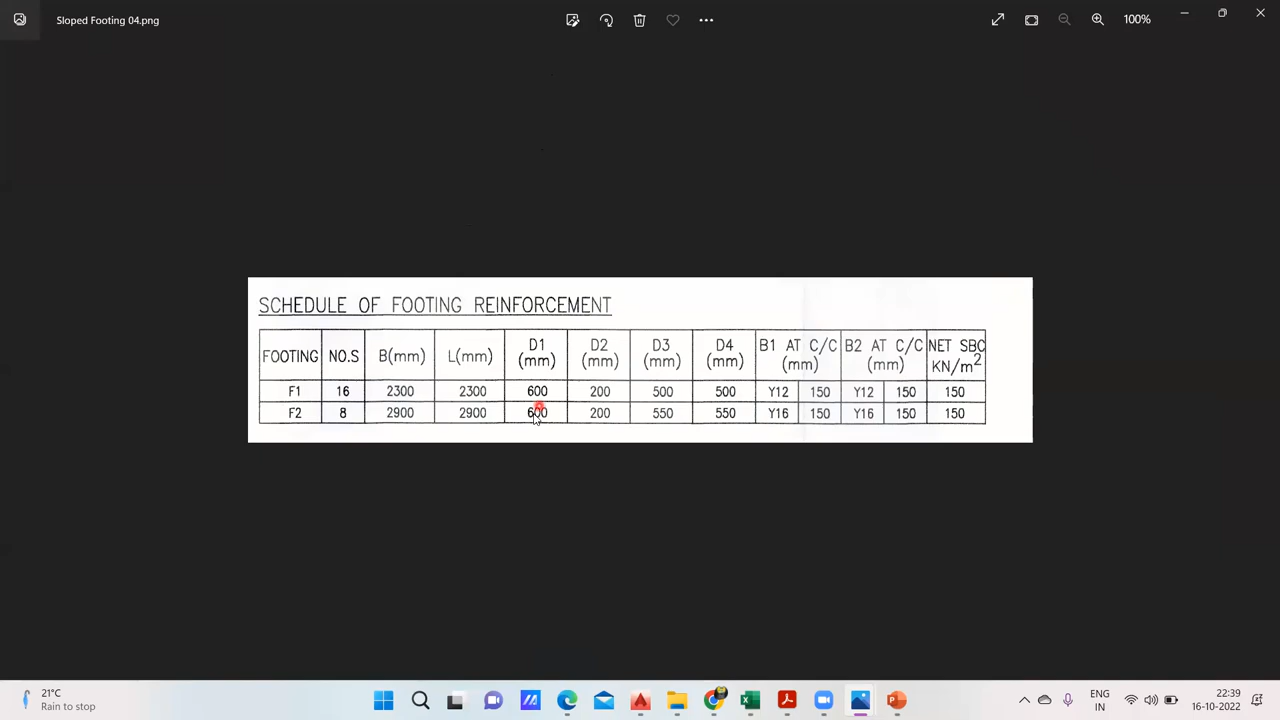 Sloped Footing 04.png
100%
SCHEDULE OF FOOTING REINFORCEMENT
FOOTING NO.S B(mm) L(mm) D1 (mm) D2 (mm) D3 (mm) D4 (mm) B1 AT C/C (mm) B2 AT C/C (mm) NET SBC KN/m²
F1 16 2300 2300 600 200 500 500 Y12 150 Y12 150 150
F2 8 2900 2900 600 200 550 550 Y16 150 Y16 150 150
21°C
Rain to stop
ENG
IN
22:39
16-10-2022